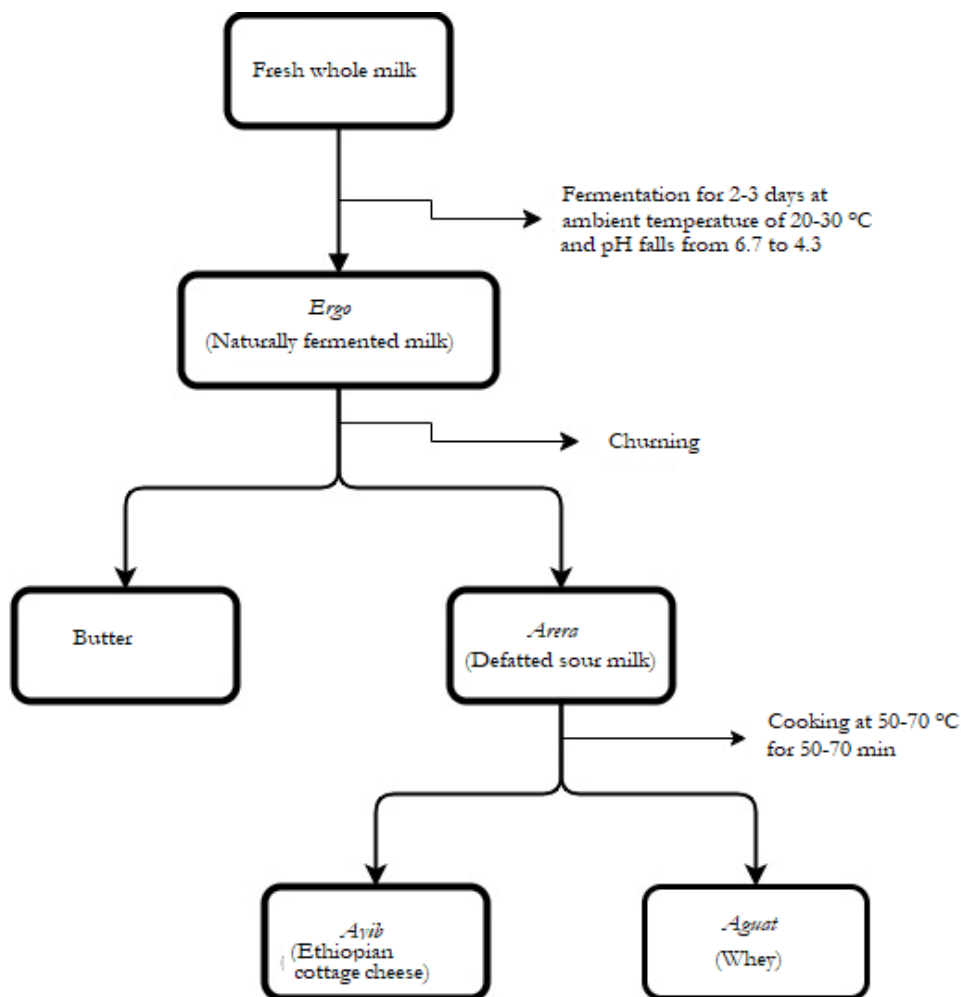 Fresh whole milk
Fermentation for 2-3 days at
ambient temperature of 20-30 °C
and pH falls from 6.7 to 4.3
Ergo
(Naturally fermented milk)
Churning
Butter
Arera
(Defatted sour milk)
Cooking at 50-70 °C
for 50-70 min
Ayib
(Ethiopian
( cottage cheese)
Aguat
(Whey)